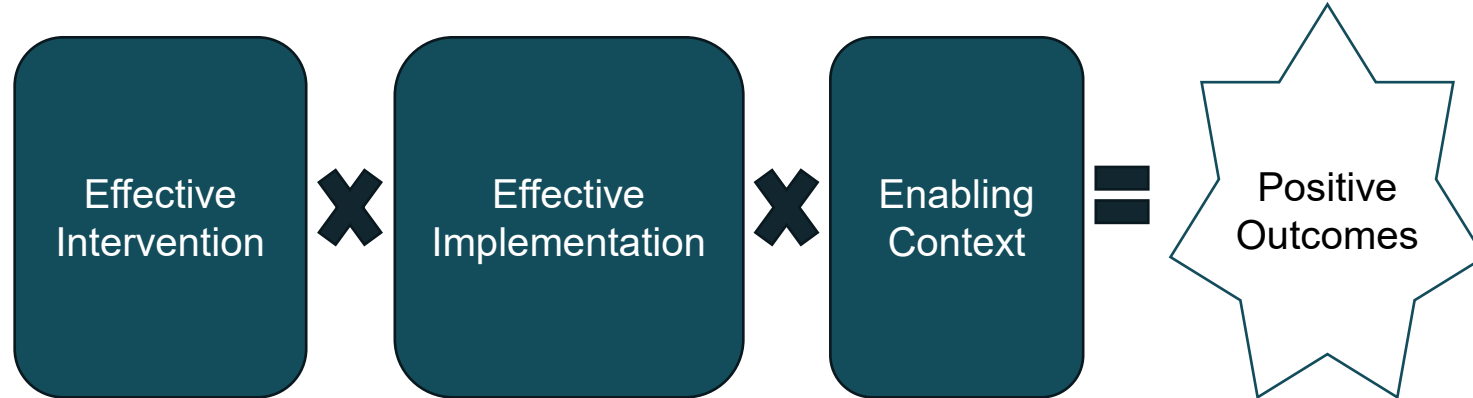 Effective
Intervention
Effective
Implementation
Enabling
Context
Positive
Outcomes